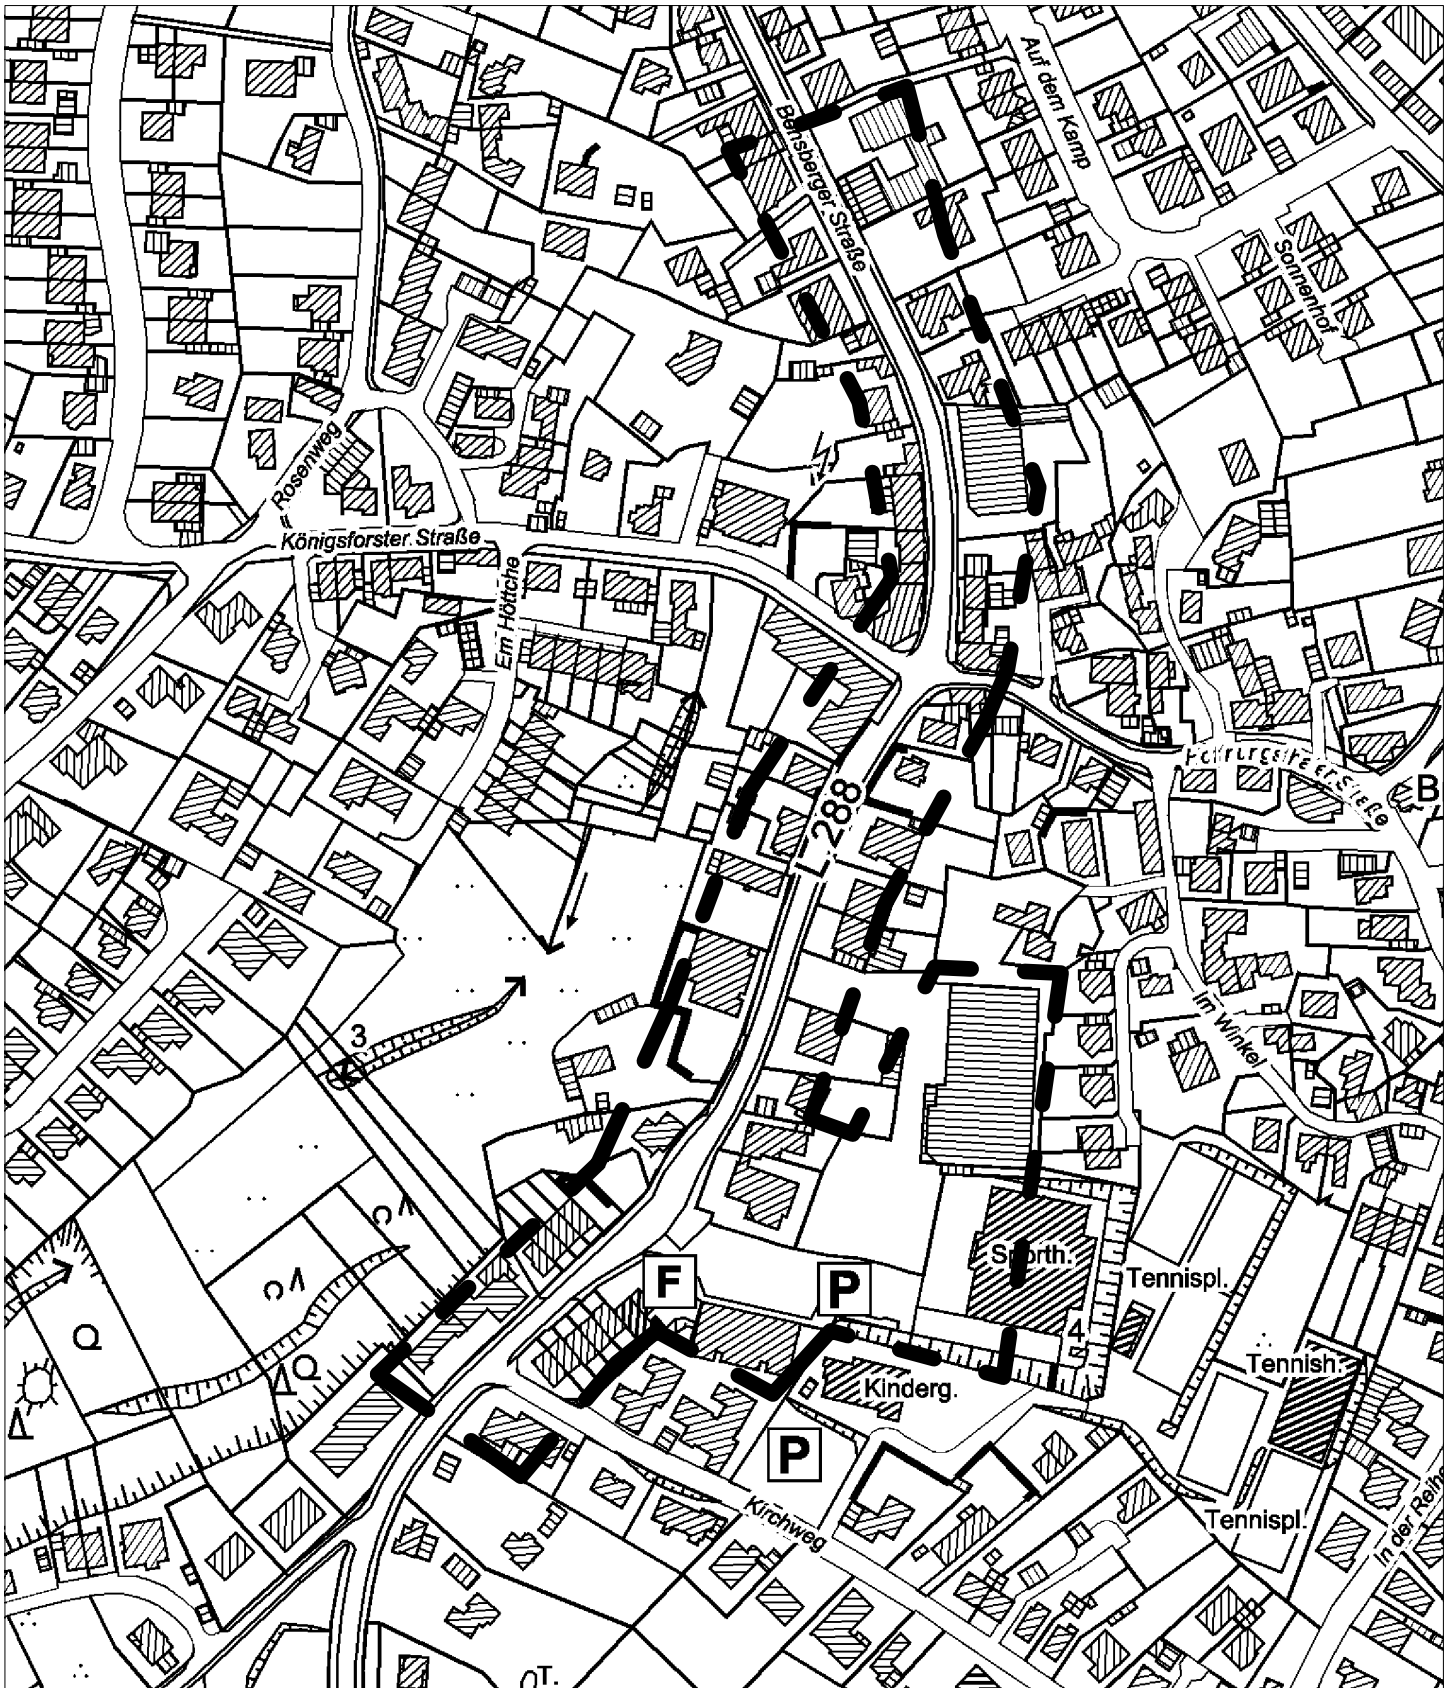 Auf dem Kamp
Bensberger Straße
Sonnenhof
Rosenweg
Königsforster Straße
Em Höttche
B
L 288
3
Im Winkel
Sporth.
Tennispl.
F
P
4
Q
Q
Tennish.
Kinderg.
P
Kirchweg
Tennispl.
In der Reihe
T.